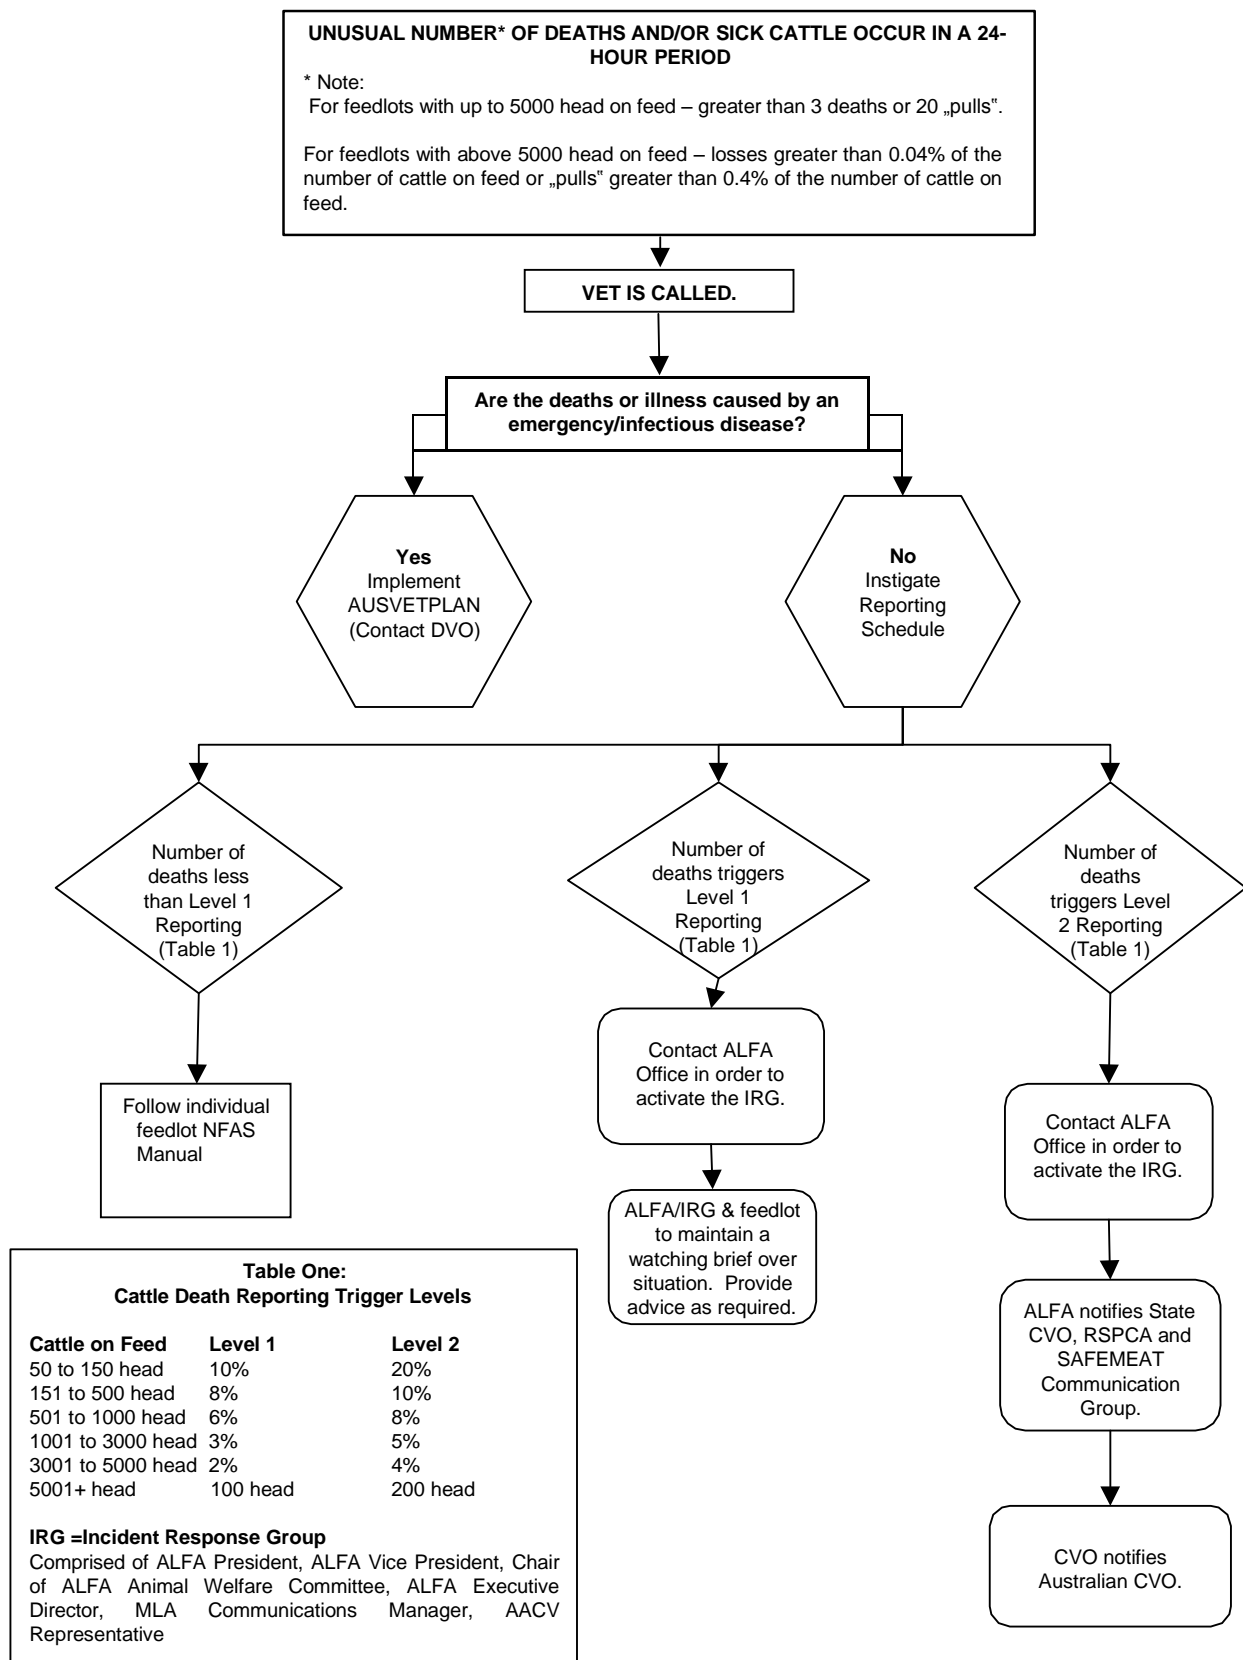 UNUSUAL NUMBER* OF DEATHS AND/OR SICK CATTLE OCCUR IN A 24-
HOUR PERIOD
* Note:
For feedlots with up to 5000 head on feed – greater than 3 deaths or 20 „pulls‟.
For feedlots with above 5000 head on feed – losses greater than 0.04% of the
number of cattle on feed or „pulls‟ greater than 0.4% of the number of cattle on
feed.
VET IS CALLED.
Are the deaths or illness caused by an
emergency/infectious disease?
Yes
Implement
AUSVETPLAN
(Contact DVO)
No
Instigate
Reporting
Schedule
Number of
deaths less
than Level 1
Reporting
(Table 1)
Number of
deaths triggers
Level 1
Reporting
(Table 1)
Number of
deaths
triggers Level
2 Reporting
(Table 1)
Follow individual
feedlot NFAS
Manual
Contact ALFA
Office in order to
activate the IRG.
ALFA/IRG & feedlot
to maintain a
watching brief over
situation. Provide
advice as required.
Contact ALFA
Office in order to
activate the IRG.
ALFA notifies State
CVO, RSPCA and
SAFEMEAT
Communication
Group.
CVO notifies
Australian CVO.
Table One:
Cattle Death Reporting Trigger Levels
Cattle on Feed Level 1 Level 2
50 to 150 head 10% 20%
151 to 500 head 8% 10%
501 to 1000 head 6% 8%
1001 to 3000 head 3% 5%
3001 to 5000 head 2% 4%
5001+ head 100 head 200 head
IRG =Incident Response Group
Comprised of ALFA President, ALFA Vice President, Chair
of ALFA Animal Welfare Committee, ALFA Executive
Director, MLA Communications Manager, AACV
Representative